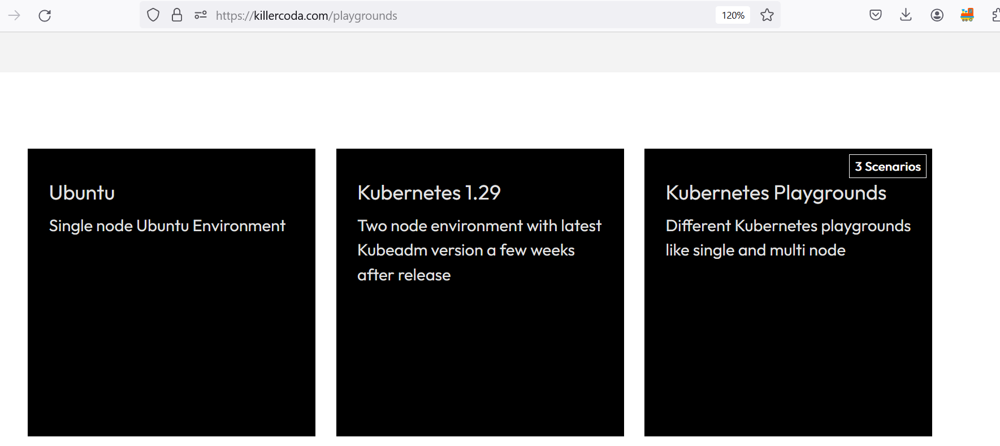 https://killercoda.com/playgrounds
120%
Ubuntu
Single node Ubuntu Environment
Kubernetes 1.29
Two node environment with latest
Kubeadm version a few weeks
after release
3 Scenarios
Kubernetes Playgrounds
Different Kubernetes playgrounds
like single and multi node